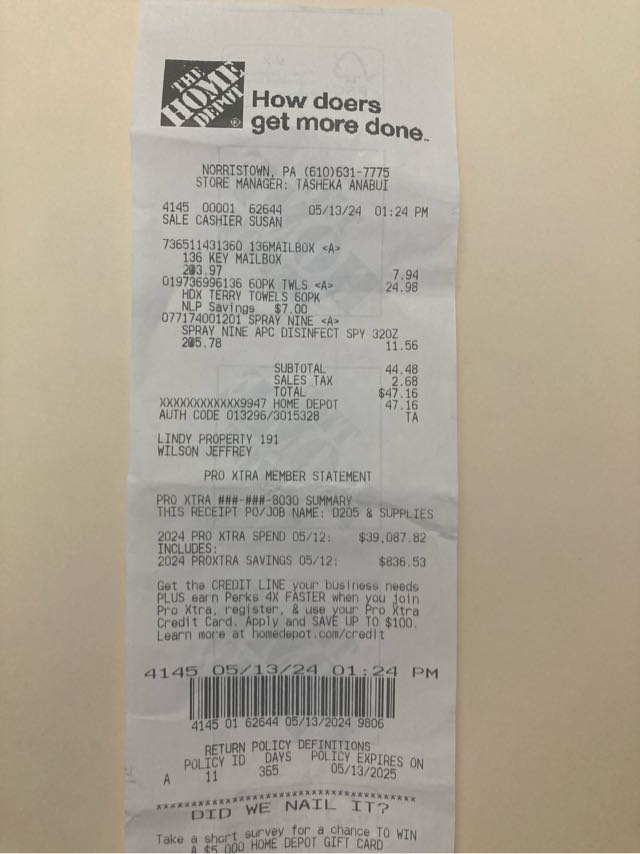 THE
HOME
DEPOT
®
How doers
get more done™
NORRISTOWN, PA (610)631-7775
STORE MANAGER: TASHEKA ANABUI
4145 00001 62644 05/13/24 01:24 PM
SALE CASHIER SUSAN
736511431360 136MAILBOX <A>
136 KEY MAILBOX
2@3.97 7.94
019736996136 60PK TWLS <A> 24.98
HDX TERRY TOWELS 60PK
NLP Savings $7.00
077174001201 SPRAY NINE <A>
SPRAY NINE APC DISINFECT SPY 32OZ
2@5.78 11.56
SUBTOTAL 44.48
SALES TAX 2.68
TOTAL $47.16
XXXXXXXXXXXX9947 HOME DEPOT 47.16
AUTH CODE 013296/3015328 TA
LINDY PROPERTY 191
WILSON JEFFREY
PRO XTRA MEMBER STATEMENT
PRO XTRA ###-###-8030 SUMMARY
THIS RECEIPT PO/JOB NAME: D205 & SUPPLIES
2024 PRO XTRA SPEND 05/12: $39,087.82
INCLUDES:
2024 PROXTRA SAVINGS 05/12: $836.53
Get the CREDIT LINE your business needs
PLUS earn Perks 4X FASTER when you join
Pro Xtra, register, & use your Pro Xtra
Credit Card. Apply and SAVE UP TO $100.
Learn more at homedepot.com/credit
4145 05/13/24 01:24 PM
4145 01 62644 05/13/2024 9806
RETURN POLICY DEFINITIONS
POLICY ID DAYS POLICY EXPIRES ON
A 11 365 05/13/2025
****************************************
DID WE NAIL IT?
Take a short survey for a chance TO WIN
A $5,000 HOME DEPOT GIFT CARD